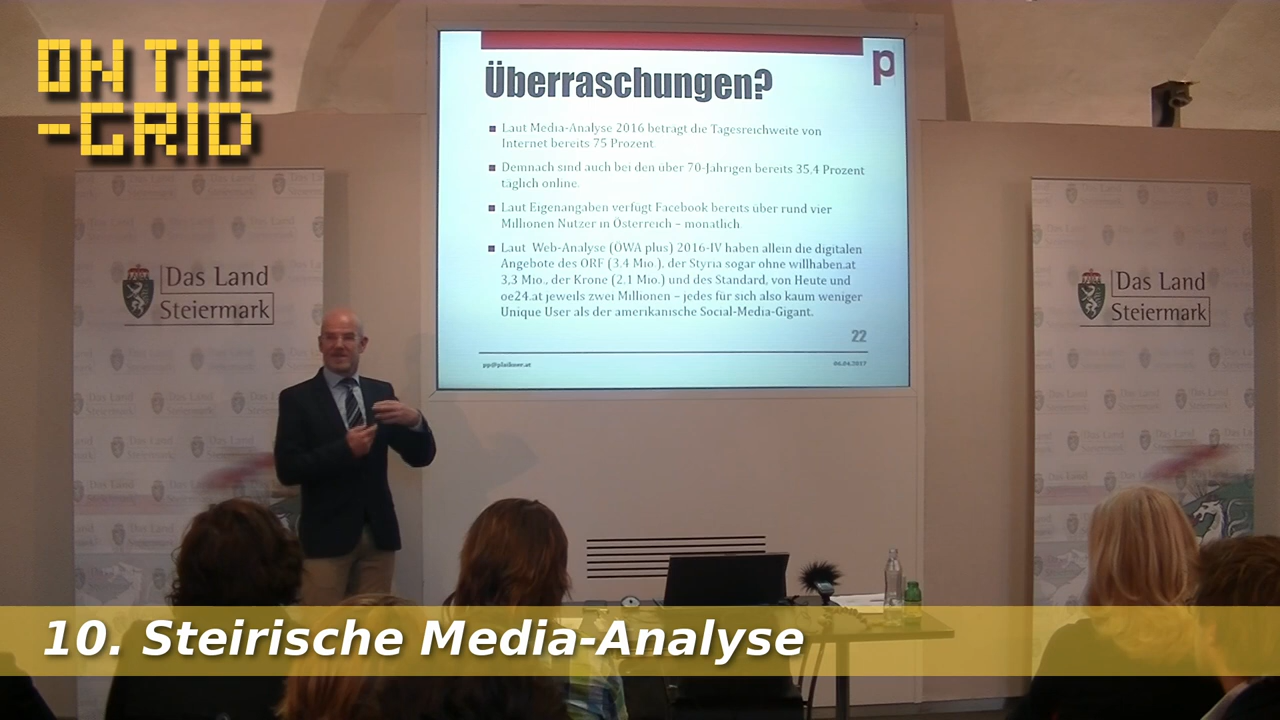 ON THE
-GRID
Überraschungen?
p
Laut Media-Analyse 2016 beträgt die Tagesreichweite von
Internet bereits 75 Prozent
Demnach sind auch bei den über 70-Jährigen bereits 35,4 Prozent
täglich online.
Laut Eigenangaben verfügt Facebook bereits über rund vier
Millionen Nutzer in Österreich – monatlich
Laut Web-Analyse (ÖWA plus) 2016-IV haben allein die digitalen
Angebote des ORF (3.4 Mio.), der Styria sogar ohne willhaben.at
3,3 Mio., der Krone (2.1 Mio.) und des Standard, von Heute und
oe24.at jeweils zwei Millionen – jedes für sich also kaum weniger
Unique User als der amerikanische Social-Media-Gigant.
22
pp@plaikner.at
06.04.2017
Das Land
Steiermark
Das Land
Steiermark
10. Steirische Media-Analyse